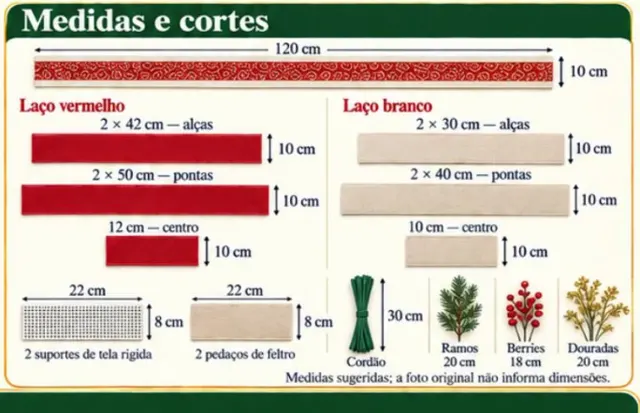 Medidas e cortes
120 cm
10 cm
Laço vermelho
2 × 42 cm — alças
10 cm
2 × 50 cm — pontas
10 cm
12 cm — centro
10 cm
Laço branco
2 × 30 cm — alças
10 cm
2 × 40 cm — pontas
10 cm
10 cm — centro
10 cm
22 cm
8 cm
2 suportes de tela rigida
22 cm
8 cm
2 pedaços de feltro
30 cm
Cordão
Ramos
20 cm
Berries
18 cm
Douradas
20 cm
Medidas sugeridas; a foto original não informa dimensões.